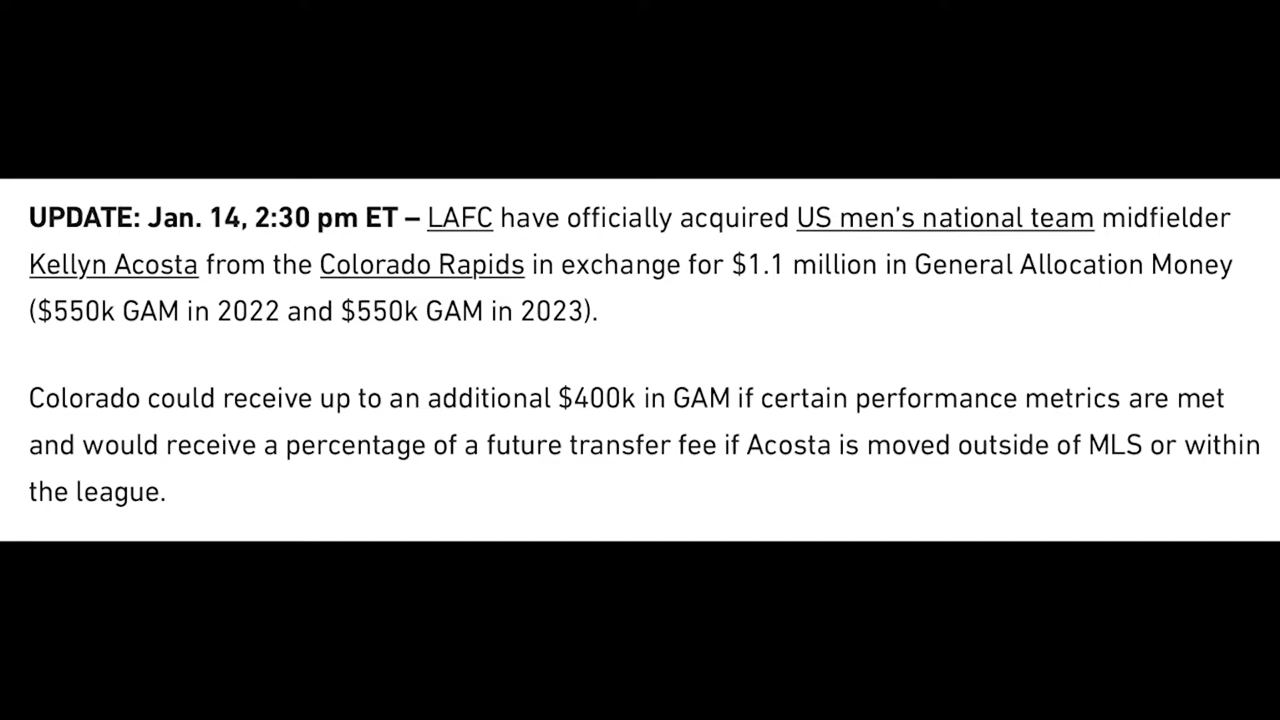 UPDATE: Jan. 14, 2:30 pm ET – LAFC have officially acquired US men’s national team midfielder
Kellyn Acosta from the Colorado Rapids in exchange for $1.1 million in General Allocation Money
($550k GAM in 2022 and $550k GAM in 2023).
Colorado could receive up to an additional $400k in GAM if certain performance metrics are met
and would receive a percentage of a future transfer fee if Acosta is moved outside of MLS or within
the league.